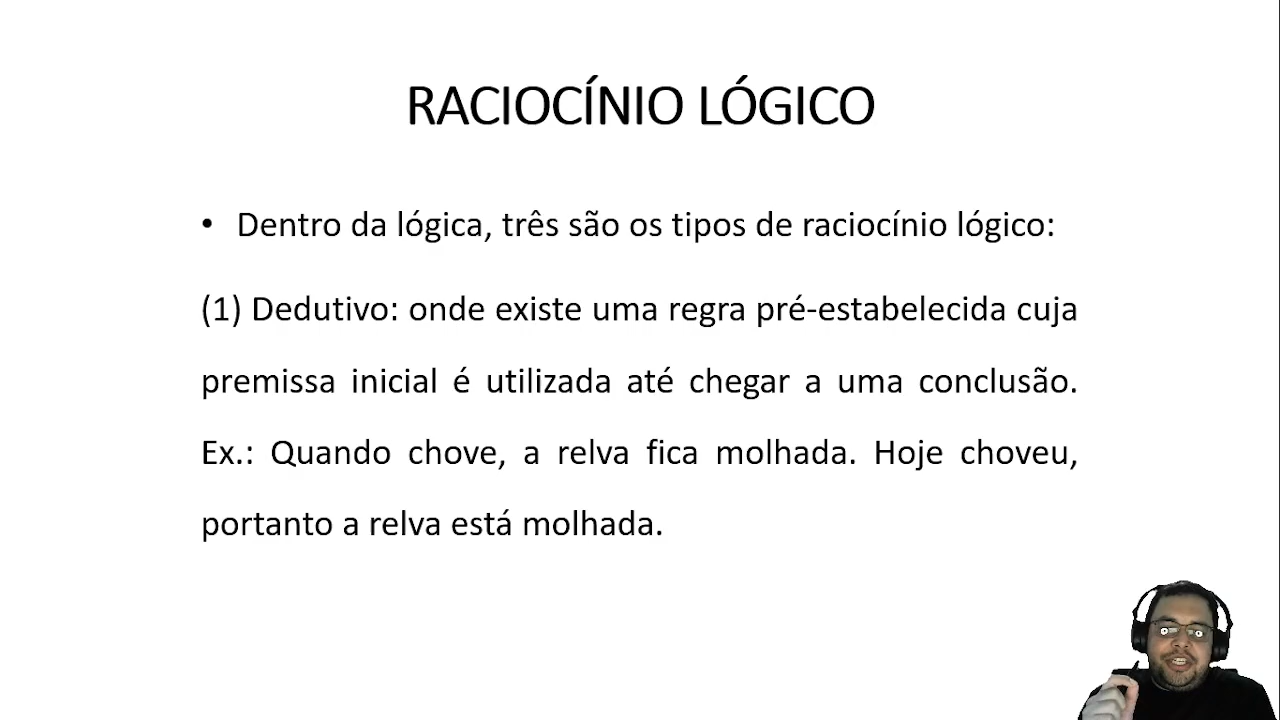 RACIOCÍNIO LÓGICO
• Dentro da lógica, três são os tipos de raciocínio lógico:
(1) Dedutivo: onde existe uma regra pré-estabelecida cuja
premissa inicial é utilizada até chegar a uma conclusão.
Ex.: Quando chove, a relva fica molhada. Hoje choveu,
portanto a relva está molhada.